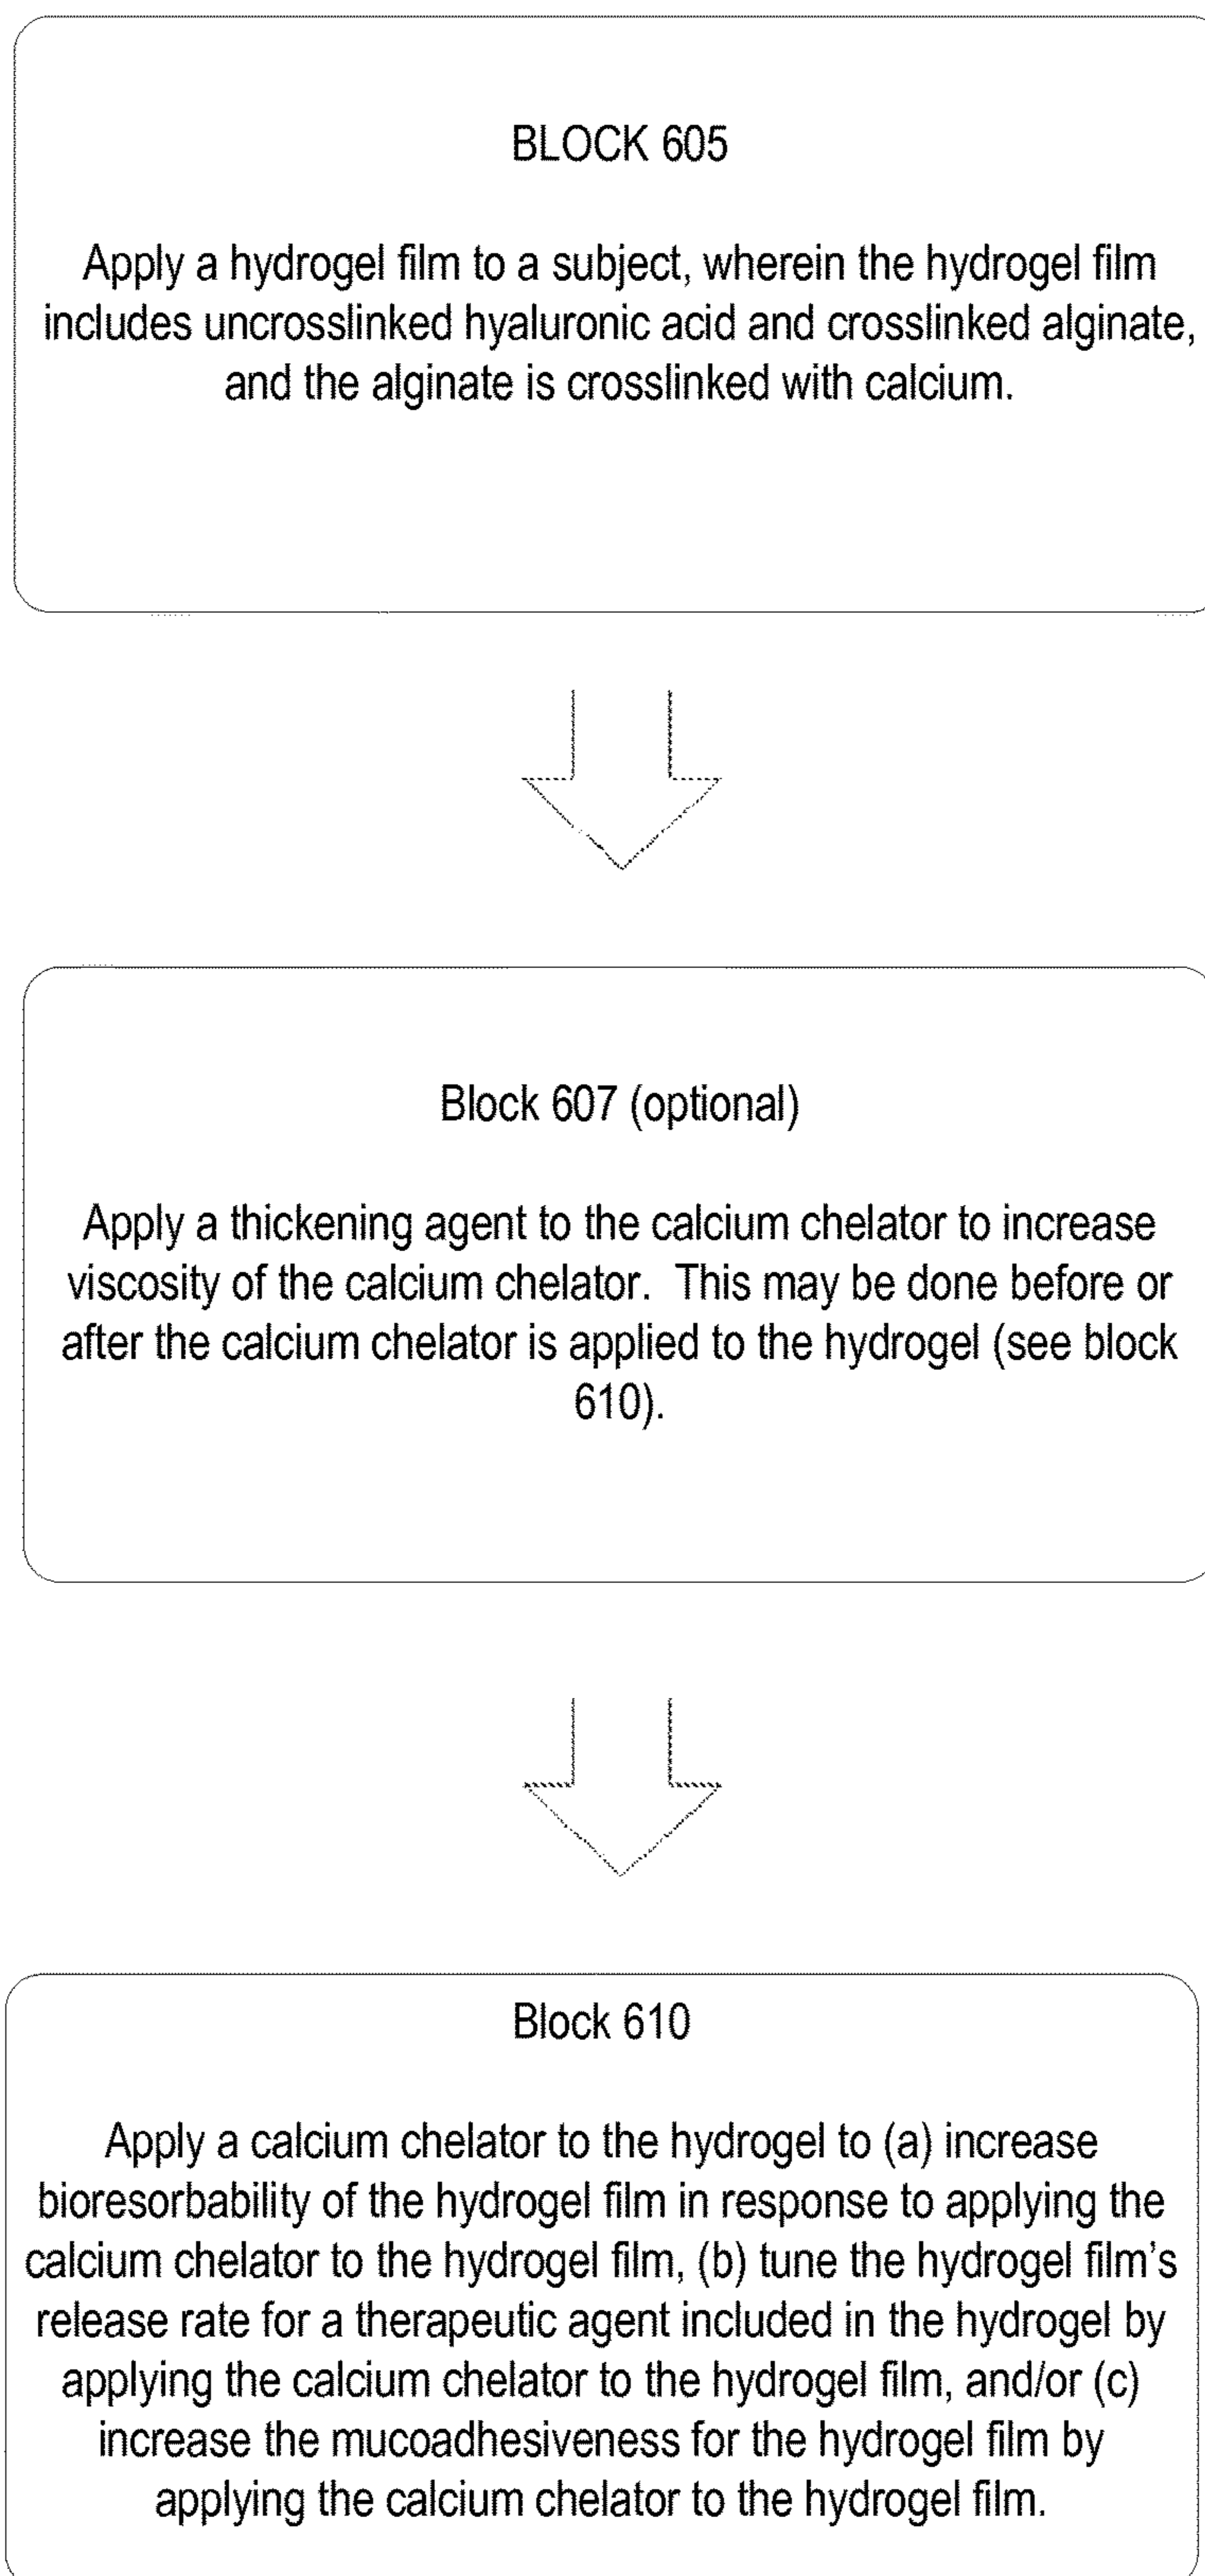 BLOCK 605
Apply a hydrogel film to a subject, wherein the hydrogel film
includes uncrosslinked hyaluronic acid and crosslinked alginate,
and the alginate is crosslinked with calcium.
Block 607 (optional)
Apply a thickening agent to the calcium chelator to increase
viscosity of the calcium chelator.  This may be done before or
after the calcium chelator is applied to the hydrogel (see block
610).
Block 610
Apply a calcium chelator to the hydrogel to (a) increase
bioresorbability of the hydrogel film in response to applying the
calcium chelator to the hydrogel film, (b) tune the hydrogel film's
release rate for a therapeutic agent included in the hydrogel by
applying the calcium chelator to the hydrogel film, and/or (c)
increase the mucoadhesiveness for the hydrogel film by
applying the calcium chelator to the hydrogel film.